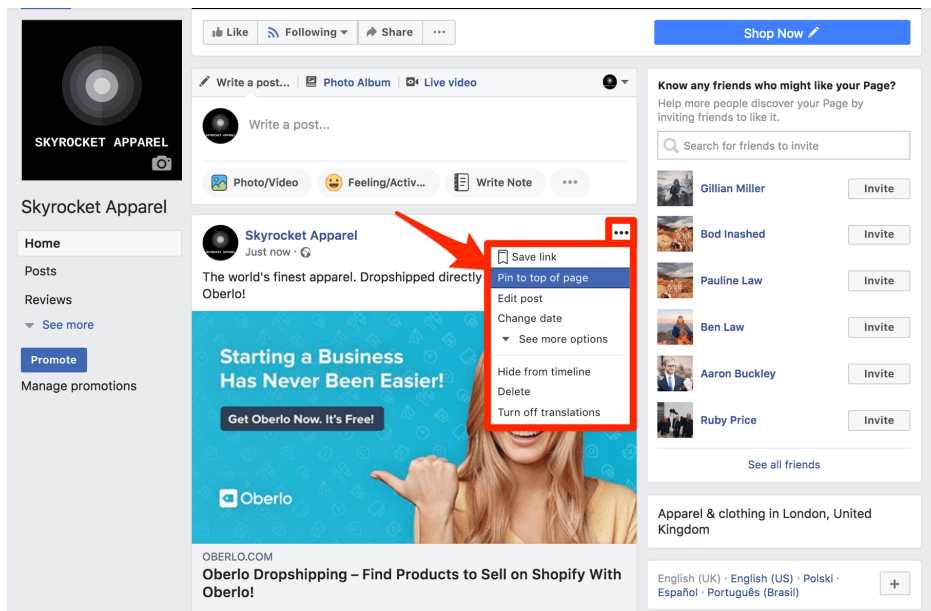 Like
Following
Share
Shop Now
SKYROCKET APPAREL
Skyrocket Apparel
Home
Posts
Reviews
See more
Promote
Manage promotions
Write a post...
Photo Album
Live video
Write a post...
Photo/Video
Feeling/Activ...
Write Note
Skyrocket Apparel
Just now ·
The world's finest apparel. Dropshipped directly
Oberlo!
Save link
Pin to top of page
Edit post
Change date
See more options
Hide from timeline
Delete
Turn off translations
Starting a Business
Has Never Been Easier!
Get Oberlo Now. It's Free!
Oberlo
OBERLO.COM
Oberlo Dropshipping – Find Products to Sell on Shopify With
Oberlo!
Know any friends who might like your Page?
Help more people discover your Page by
inviting friends to like it.
Search for friends to invite
Gillian Miller
Invite
Bod Inashed
Invite
Pauline Law
Invite
Ben Law
Invite
Aaron Buckley
Invite
Ruby Price
Invite
See all friends
Apparel & clothing in London, United
Kingdom
English (UK) · English (US) · Polski ·
Español · Português (Brasil)